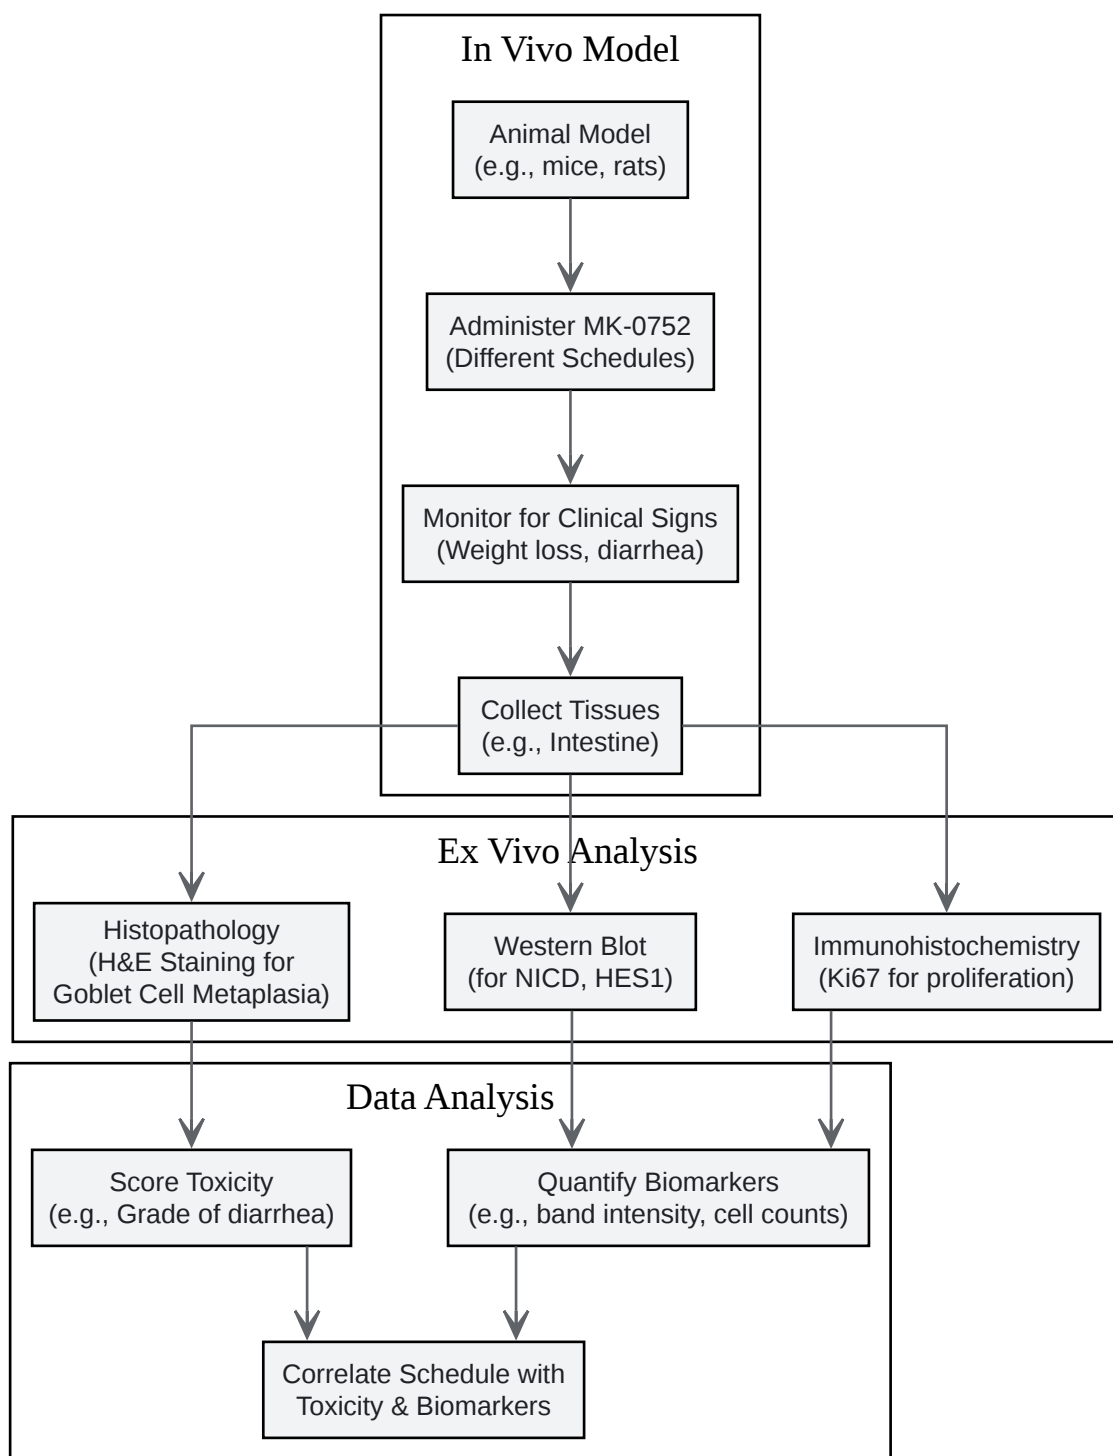 In Vivo Model
Animal Model
(e.g., mice, rats)
Administer MK-0752
(Different Schedules)
Monitor for Clinical Signs
(Weight loss, diarrhea)
Collect Tissues
(e.g., Intestine)
Ex Vivo Analysis
Histopathology
(H&E Staining for
Goblet Cell Metaplasia)
Western Blot
(for NICD, HES1)
Immunohistochemistry
(Ki67 for proliferation)
Data Analysis
Score Toxicity
(e.g., Grade of diarrhea)
Quantify Biomarkers
(e.g., band intensity, cell counts)
Correlate Schedule with
Toxicity & Biomarkers